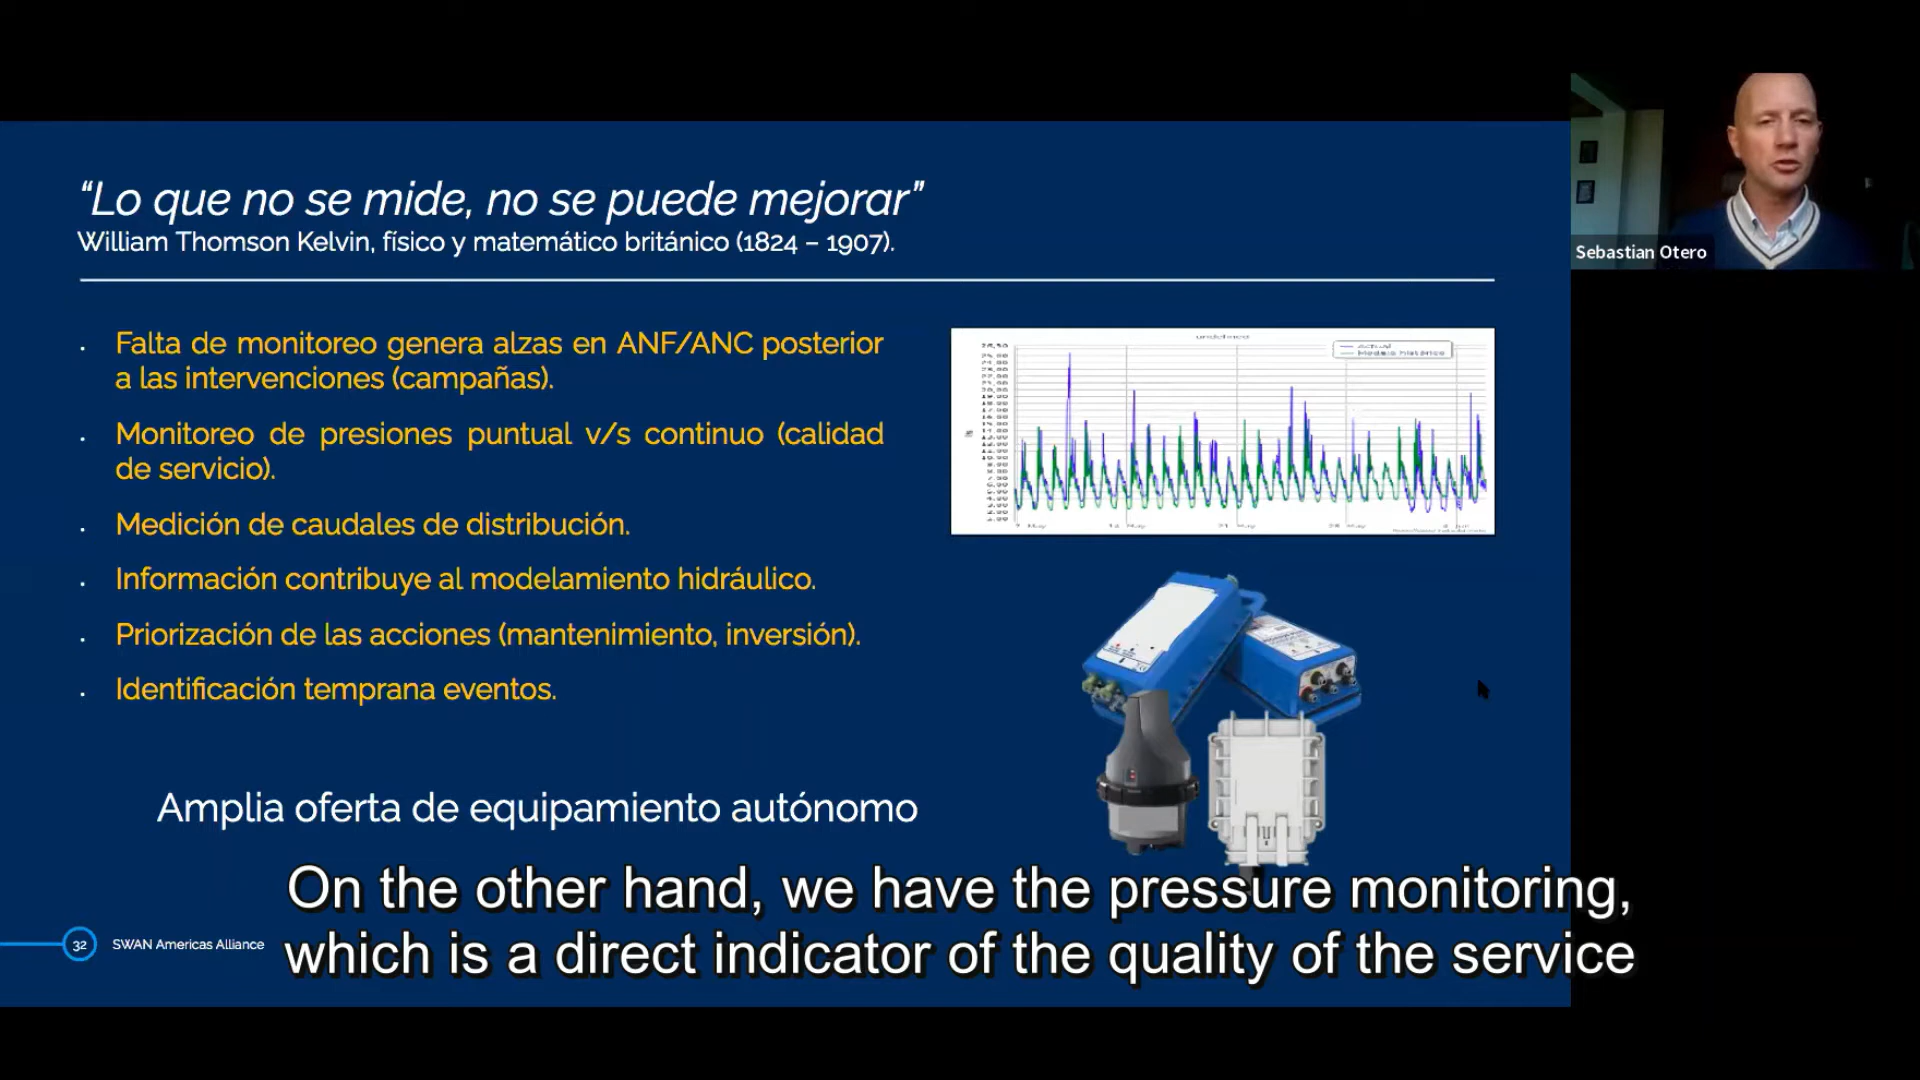 “Lo que no se mide, no se puede mejorar”
William Thomson Kelvin, físico y matemático británico (1824 – 1907).
Sebastian Otero
• Falta de monitoreo genera alzas en ANF/ANC posterior
a las intervenciones (campañas).
• Monitoreo de presiones puntual v/s continuo (calidad
de servicio).
• Medición de caudales de distribución.
• Información contribuye al modelamiento hidráulico.
• Priorización de las acciones (mantenimiento, inversión).
• Identificación temprana eventos.
undefined
Actual
Modelo histórico
Amplia oferta de equipamiento autónomo
On the other hand, we have the pressure monitoring,
which is a direct indicator of the quality of the service
32 SWAN Americas Alliance